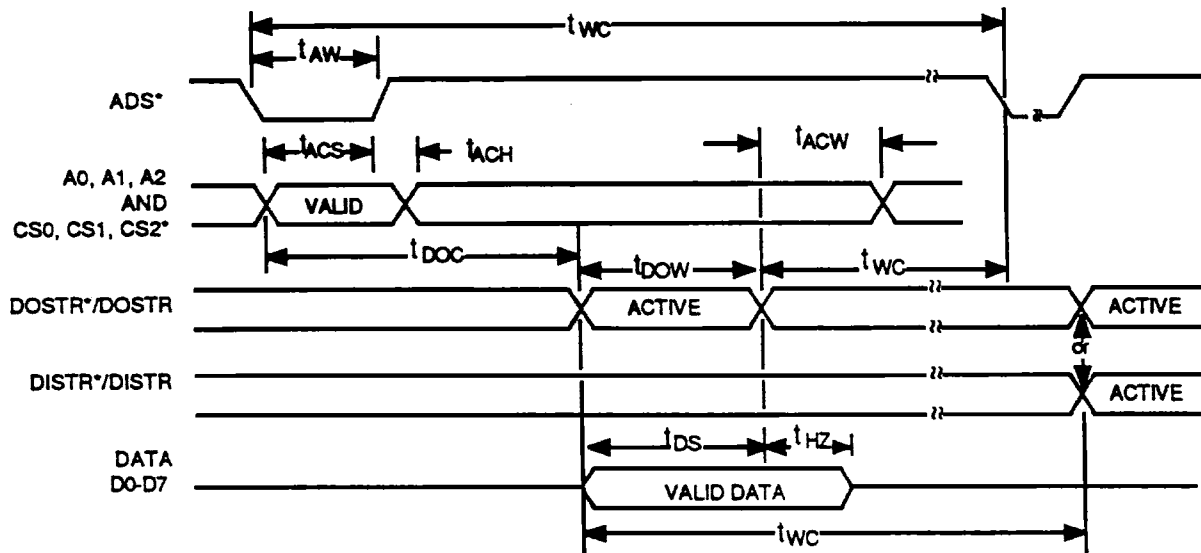 tWC
tAW
ADS*
tACS
tACH
tACW
A0, A1, A2
AND
CS0, CS1, CS2*
VALID
tDOC
tDOW
tWC
DOSTR*/DOSTR
ACTIVE
ACTIVE
or
DISTR*/DISTR
ACTIVE
tDS
tHZ
DATA
D0-D7
VALID DATA
tWC